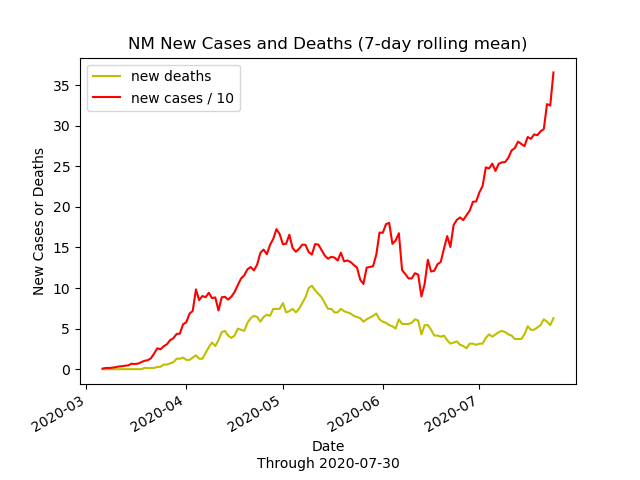 NM New Cases and Deaths (7-day rolling mean)
new deaths
new cases / 10
New Cases or Deaths
35
30
25
20
15
10
5
0
2020-03
2020-04
2020-05
2020-06
2020-07
Date
Through 2020-07-30